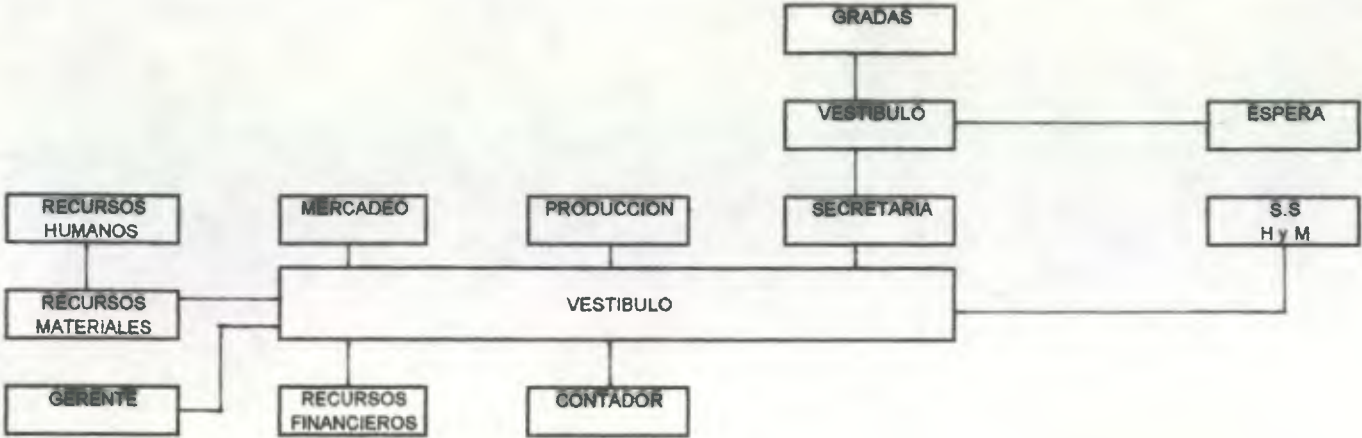 GRADAS
VESTIBULO
ESPERA
RECURSOS
HUMANOS
MERCADEO
PRODUCCION
SECRETARIA
S.S
H y M
RECURSOS
MATERIALES
VESTIBULO
GERENTE
RECURSOS
FINANCIEROS
CONTADOR